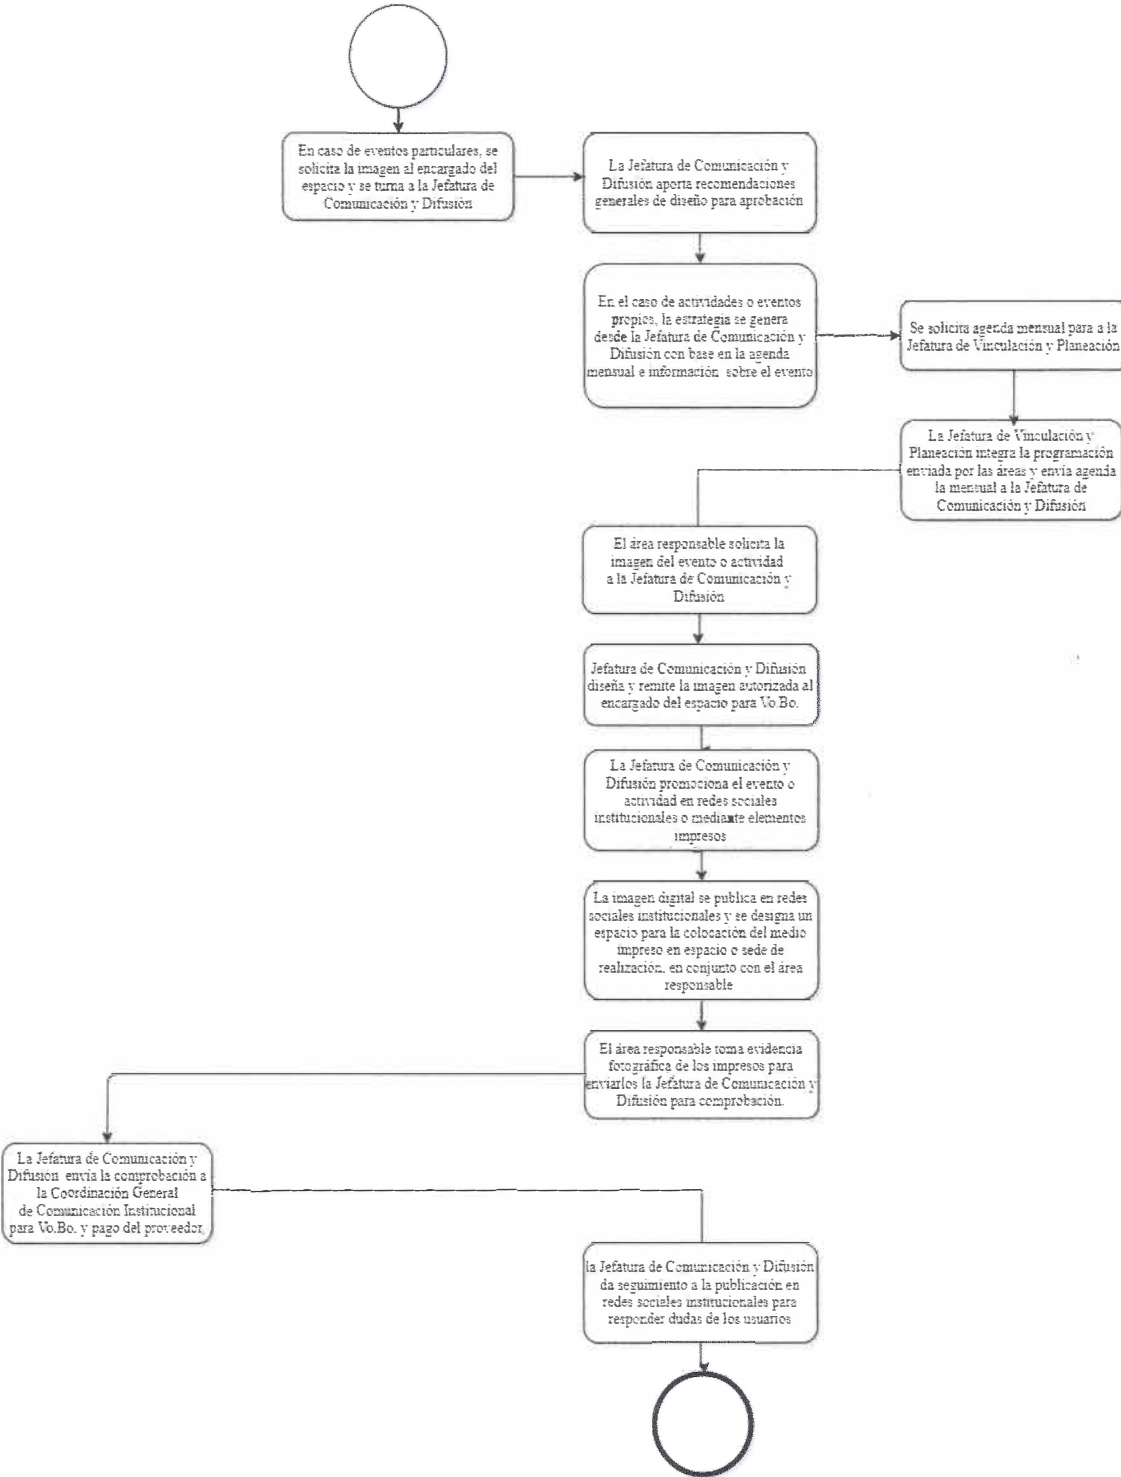 En caso de eventos particulares, se
solicita la imagen al encargado del
espacio y se turna a la Jefatura de
Comunicación y Difusión
La Jefatura de Comunicación y
Difusión aporta recomendaciones
generales de diseño para aprobación
En el caso de actividades o eventos
propios, la estrategia se genera
desde la Jefatura de Comunicación y
Difusión con base en la agenda
mensual e información sobre el evento
Se solicita agenda mensual para a la
Jefatura de Vinculación y Planeación
La Jefatura de Vinculación y
Planeación integra la programación
enviada por las áreas y envía agenda
la mensual a la Jefatura de
Comunicación y Difusión
El área responsable solicita la
imagen del evento o actividad
a la Jefatura de Comunicación y
Difusión
Jefatura de Comunicación y Difusión
diseña y remite la imagen autorizada al
encargado del espacio para Vo.Bo.
La Jefatura de Comunicación y
Difusión promociona el evento o
actividad en redes sociales
institucionales o mediante elementos
impresos
La imagen digital se publica en redes
sociales institucionales y se designa un
espacio para la colocación del medio
impreso en espacio o sede de
realización, en conjunto con el área
responsable
El área responsable toma evidencia
fotográfica de los impresos para
enviarlos la Jefatura de Comunicación y
Difusión para comprobación.
La Jefatura de Comunicación y
Difusión envía la comprobación a
la Coordinación General
de Comunicación Institucional
para Vo.Bo. y pago del proveedor.
la Jefatura de Comunicación y Difusión
da seguimiento a la publicación en
redes sociales institucionales para
responder dudas de los usuarios